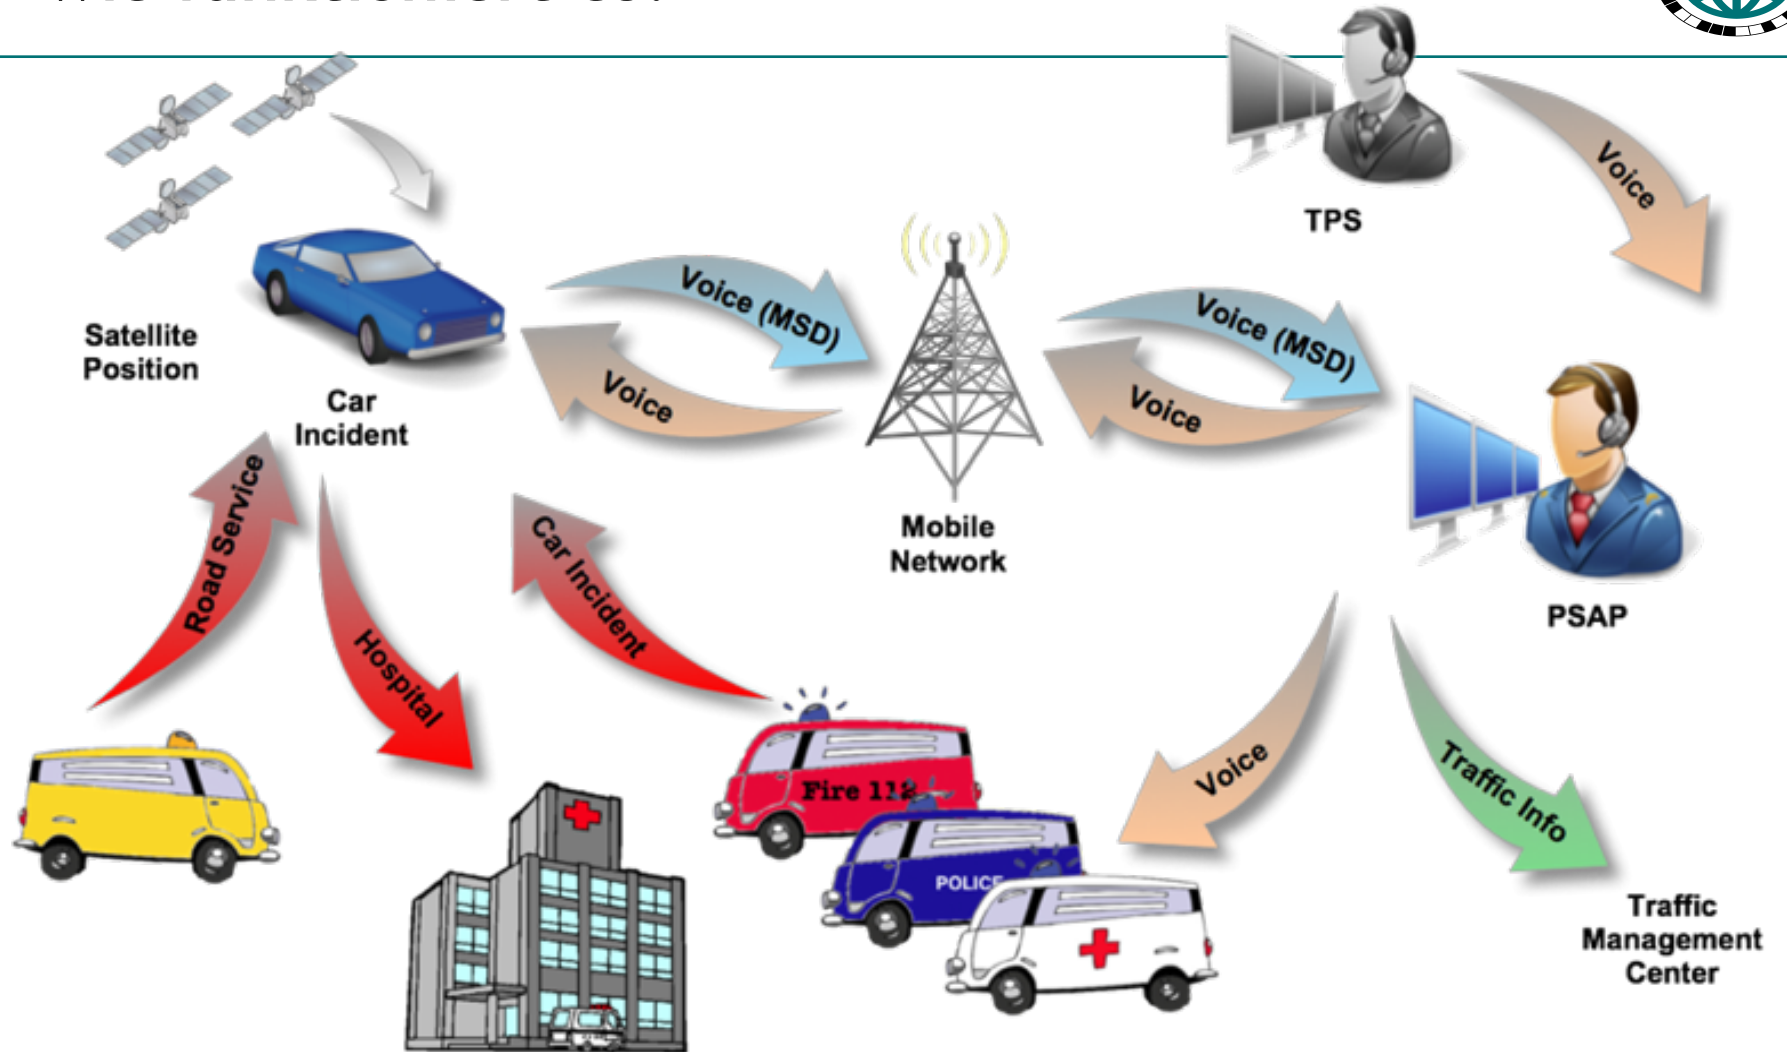 TPS
Voice
Satellite
Position
Car
Incident
Voice (MSD)
Voice
Voice (MSD)
Voice
Mobile
Network
PSAP
Road Service
Hospital
Car Incident
Voice
Traffic Info
Fire 112
POLICE
Traffic
Management
Center